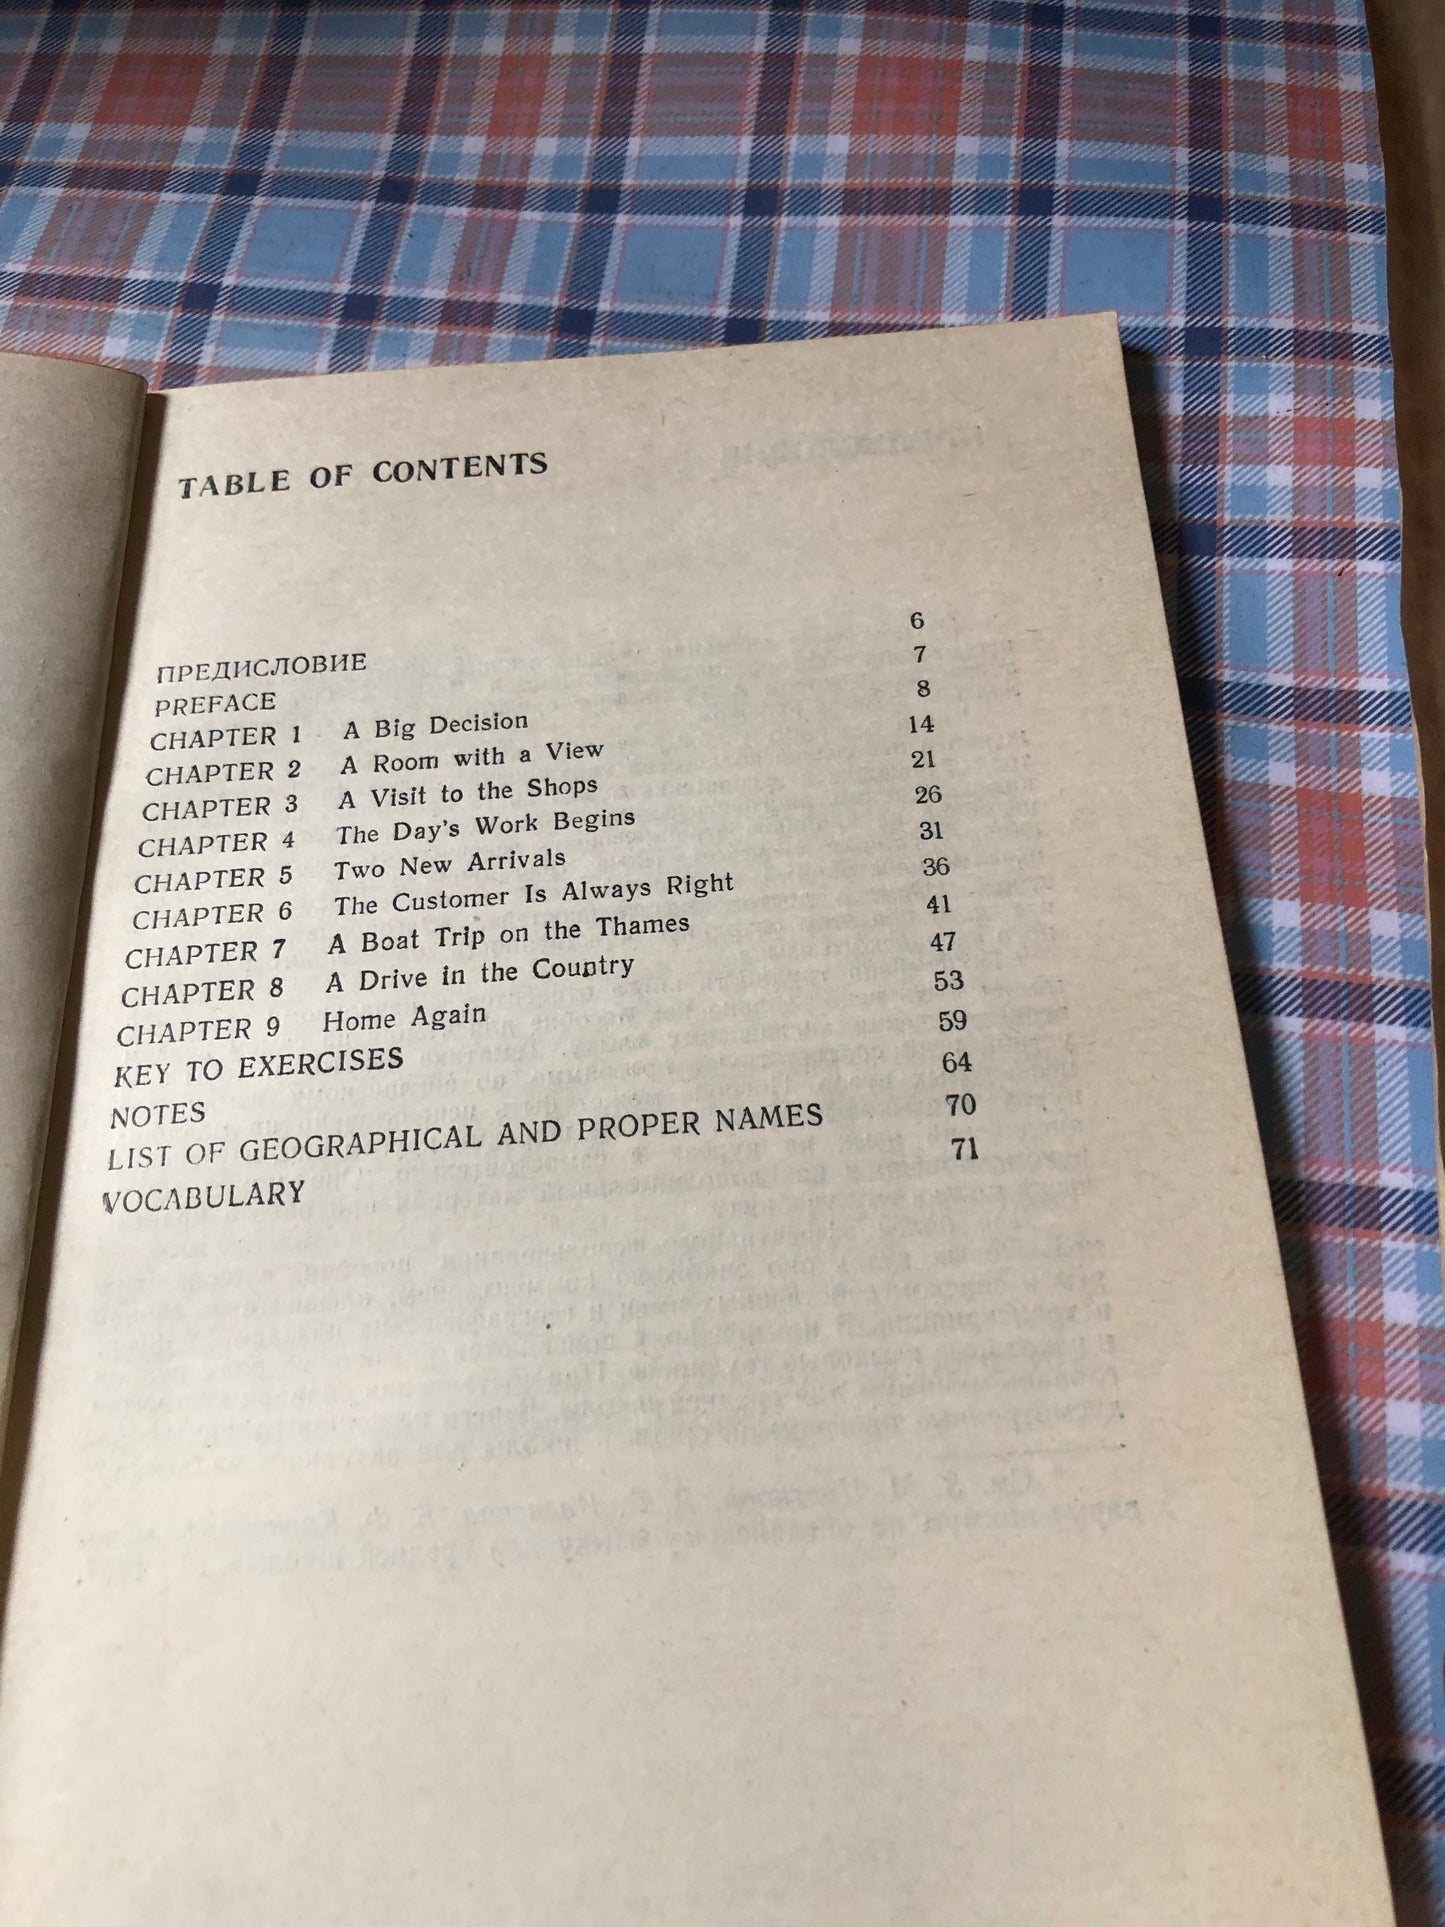 TABLE OF CONTENTS
ПРЕДИСЛОВИЕ 6
PREFACE 7
CHAPTER 1 A Big Decision 8
CHAPTER 2 A Room with a View 14
CHAPTER 3 A Visit to the Shops 21
CHAPTER 4 The Day's Work Begins 26
CHAPTER 5 Two New Arrivals 31
CHAPTER 6 The Customer Is Always Right 36
CHAPTER 7 A Boat Trip on the Thames 41
CHAPTER 8 A Drive in the Country 47
CHAPTER 9 Home Again 53
KEY TO EXERCISES 59
NOTES 64
LIST OF GEOGRAPHICAL AND PROPER NAMES 70
VOCABULARY 71